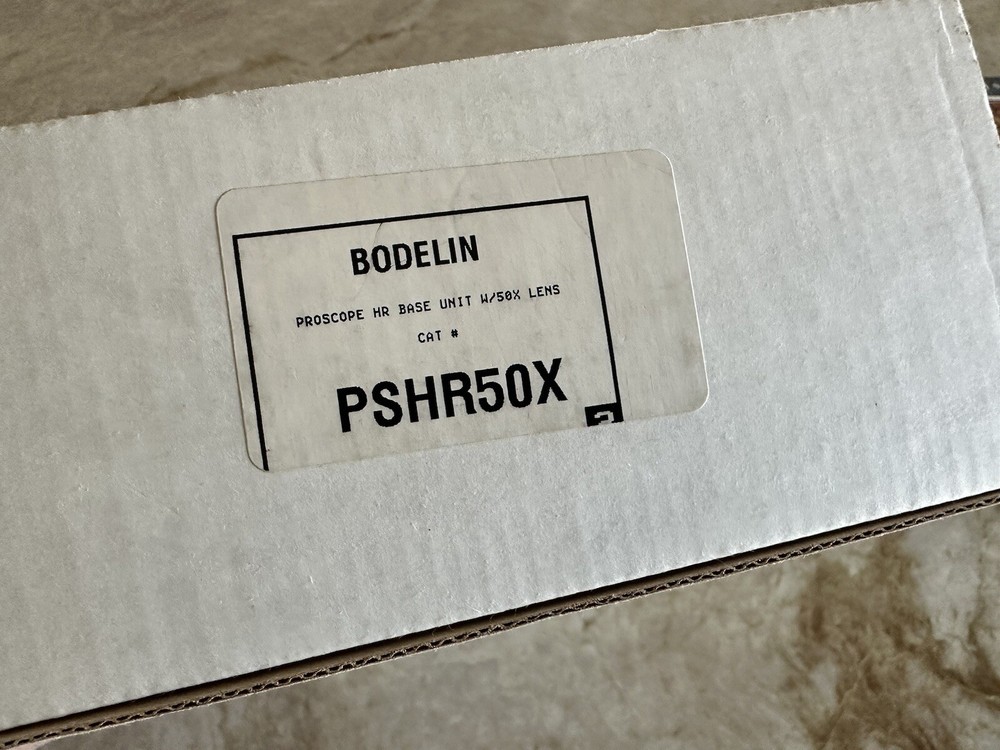 BODELIN
PROSCOPE HR BASE UNIT W/50X LENS
CAT #
PSHR50X